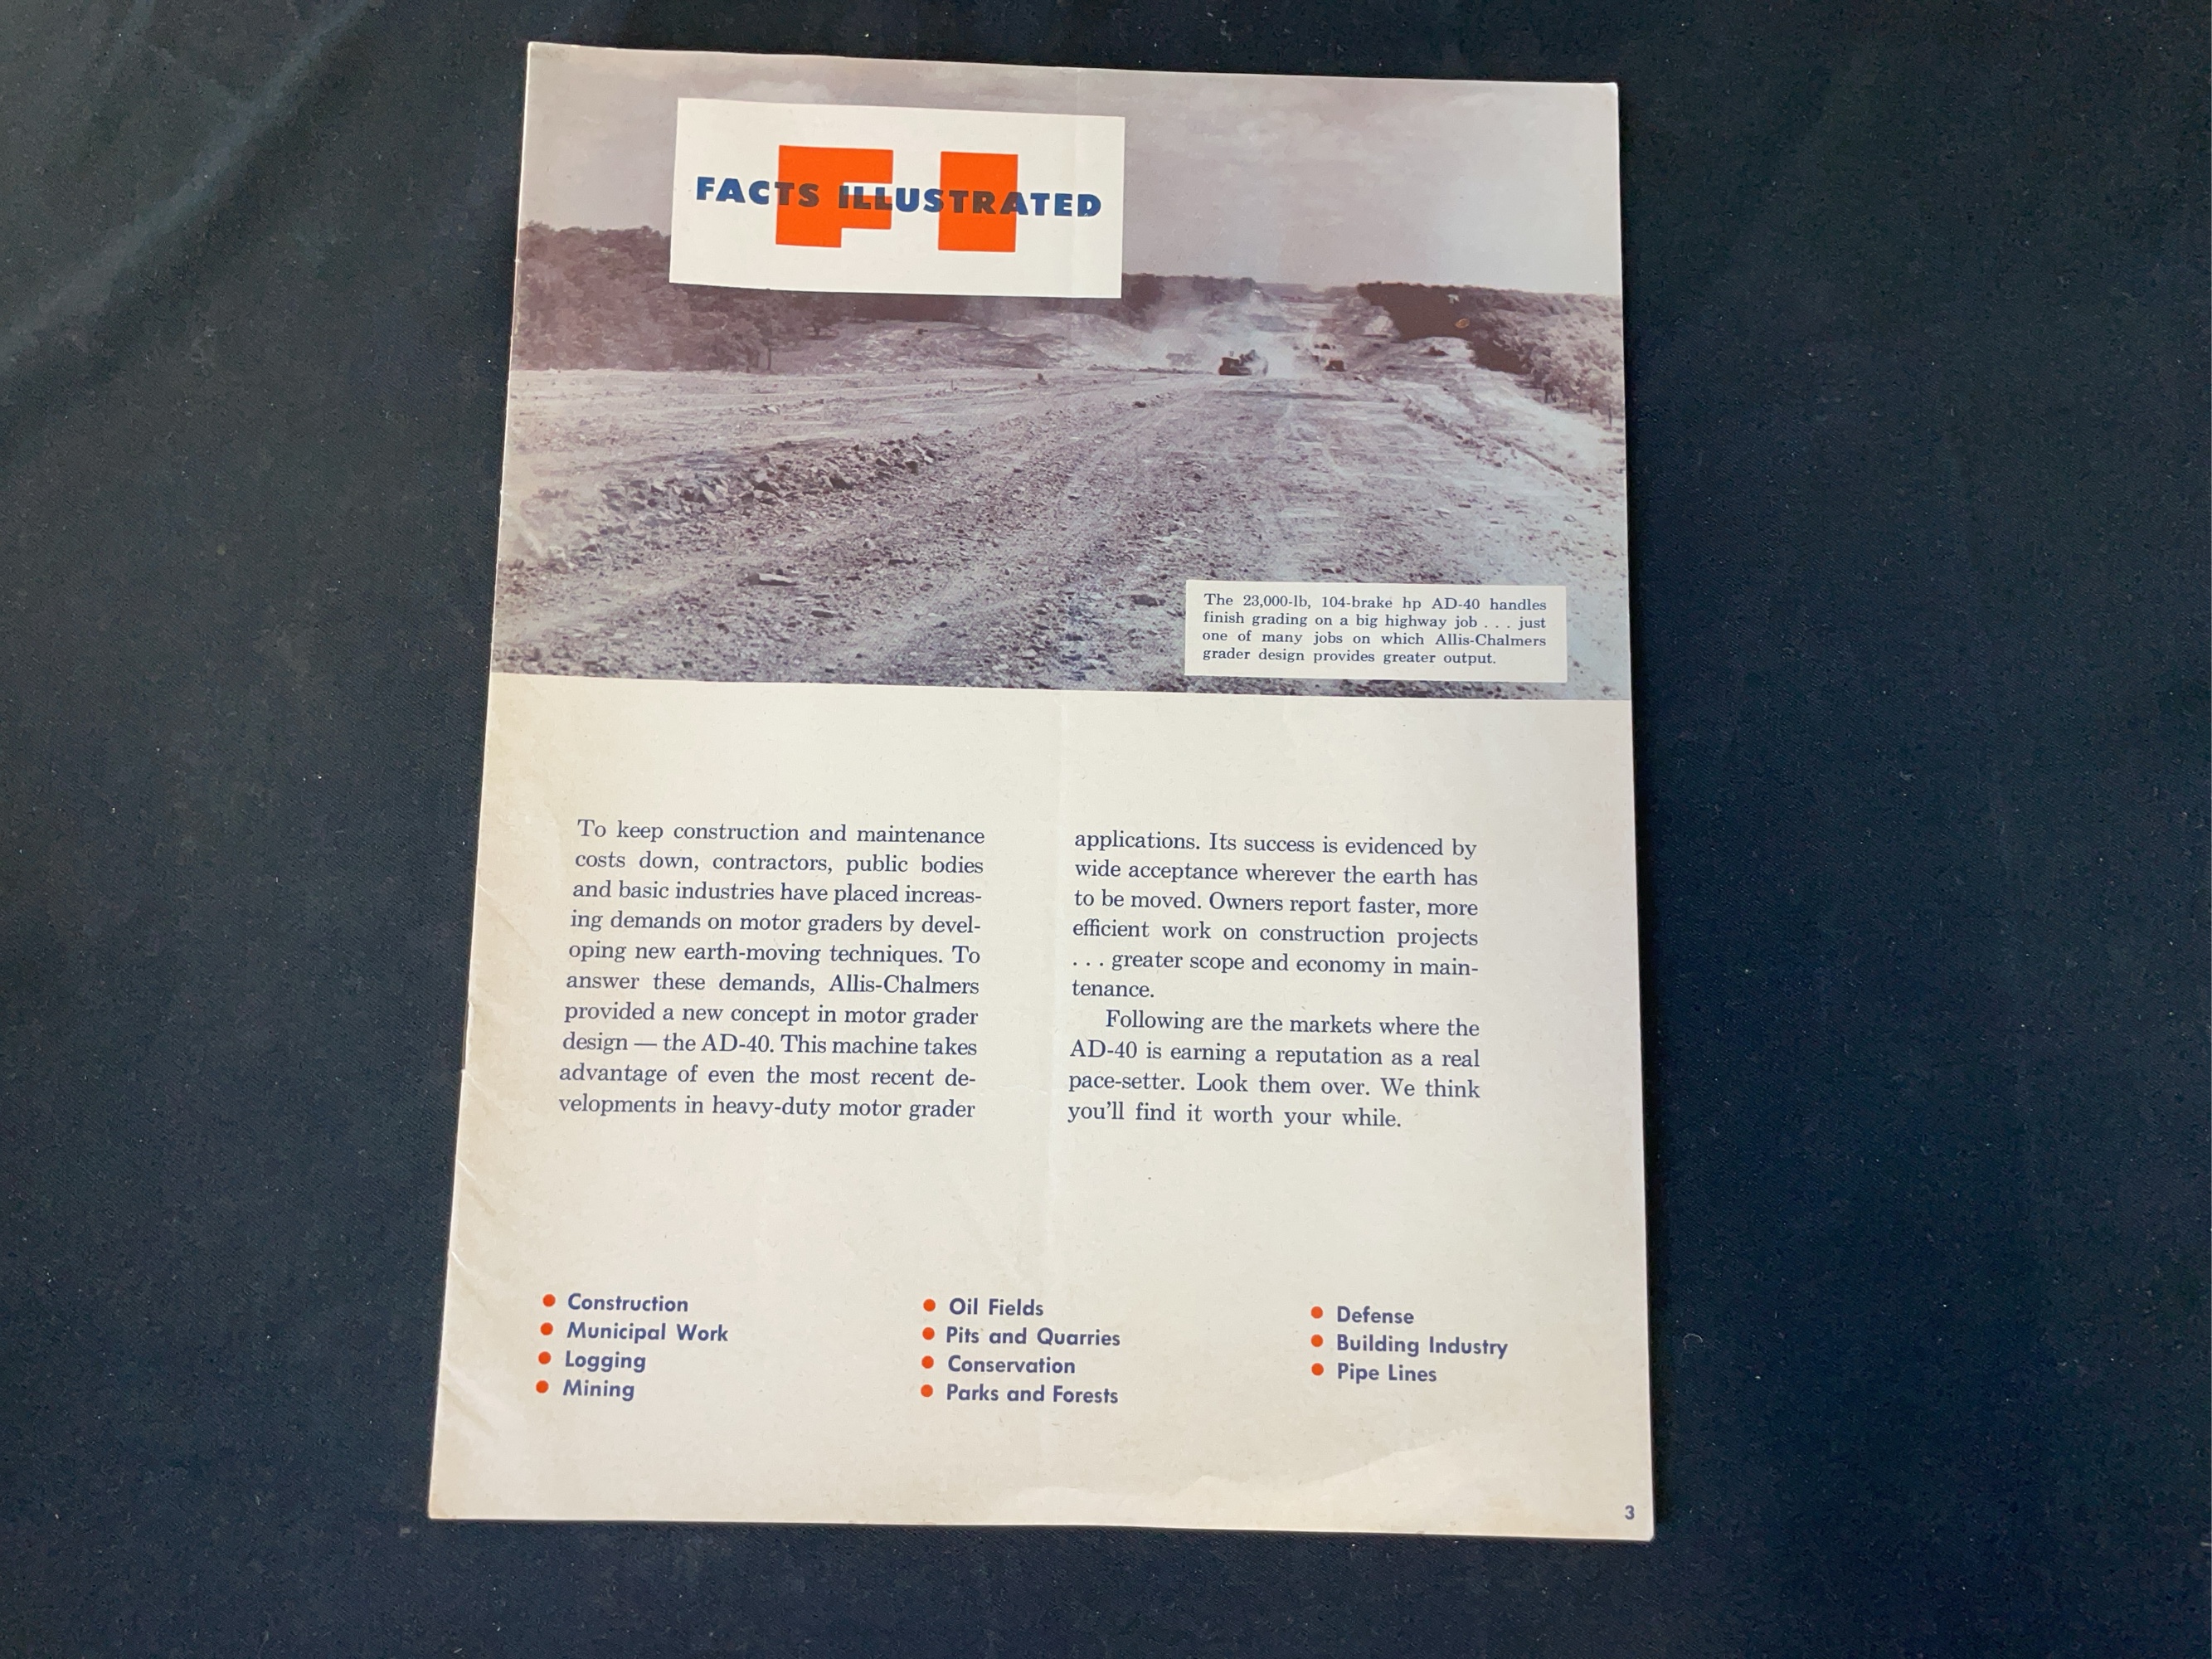 FACTS ILLUSTRATED
FI
The 23,000-lb, 104-brake hp AD-40 handles
finish grading on a big highway job . . . just
one of many jobs on which Allis-Chalmers
grader design provides greater output.
To keep construction and maintenance
costs down, contractors, public bodies
and basic industries have placed increas-
ing demands on motor graders by devel-
oping new earth-moving techniques. To
answer these demands, Allis-Chalmers
provided a new concept in motor grader
design — the AD-40. This machine takes
advantage of even the most recent de-
velopments in heavy-duty motor grader
applications. Its success is evidenced by
wide acceptance wherever the earth has
to be moved. Owners report faster, more
efficient work on construction projects
. . . greater scope and economy in main-
tenance.
Following are the markets where the
AD-40 is earning a reputation as a real
pace-setter. Look them over. We think
you'll find it worth your while.
• Construction
• Municipal Work
• Logging
• Mining
• Oil Fields
• Pits and Quarries
• Conservation
• Parks and Forests
• Defense
• Building Industry
• Pipe Lines
3